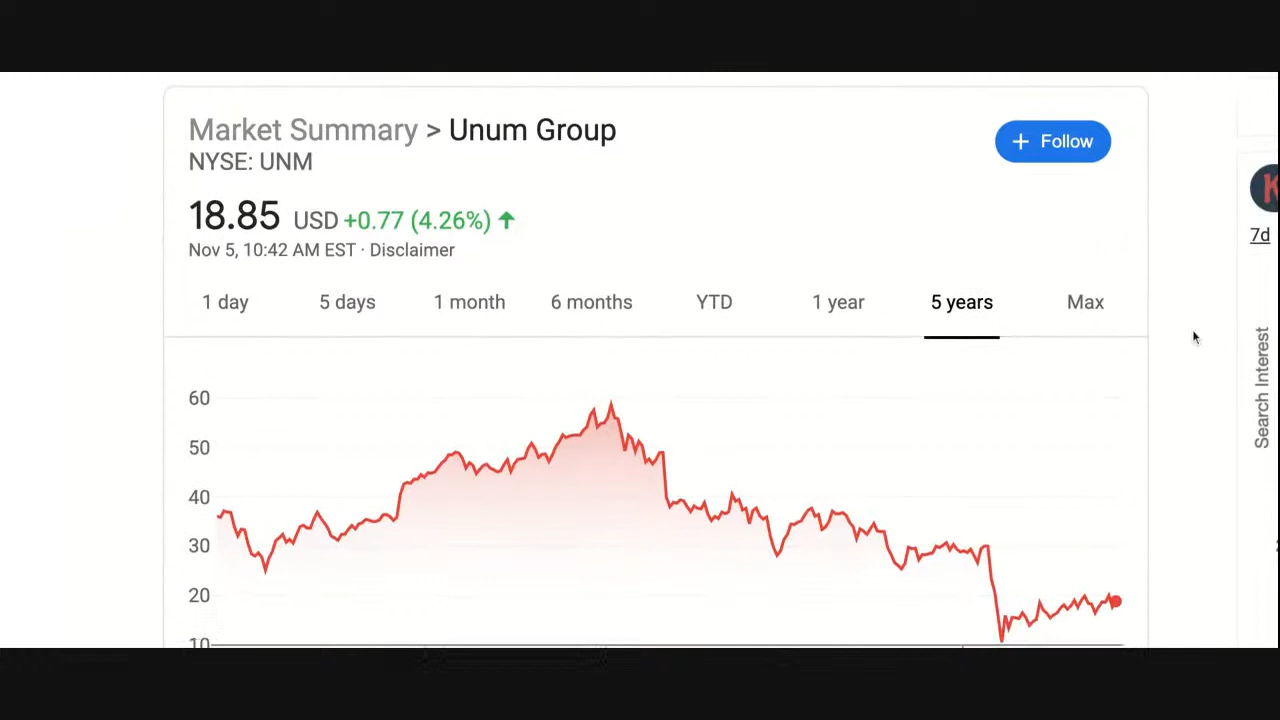 Market Summary > Unum Group
NYSE: UNM
+ Follow
18.85 USD +0.77 (4.26%) ↑
Nov 5, 10:42 AM EST · Disclaimer
7d
1 day 5 days 1 month 6 months YTD 1 year 5 years Max
Search Interest
60
50
40
30
20
10